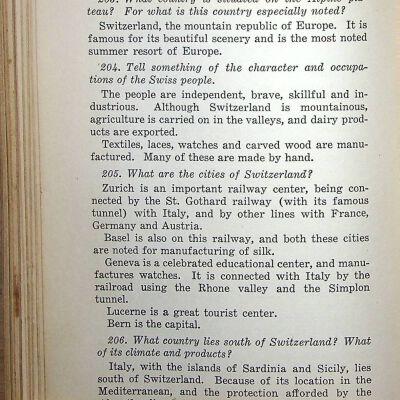 203. What country is situated on the Alpine pla-
teau? For what is this country especially noted?
Switzerland, the mountain republic of Europe. It is
famous for its beautiful scenery and is the most noted
summer resort of Europe.
204. Tell something of the character and occupa-
tions of the Swiss people.
The people are independent, brave, skillful and in-
dustrious. Although Switzerland is mountainous,
agriculture is carried on in the valleys, and dairy prod-
ucts are exported.
Textiles, laces, watches and carved wood are manu-
factured. Many of these are made by hand.
205. What are the cities of Switzerland?
Zurich is an important railway center, being con-
nected by the St. Gothard railway (with its famous
tunnel) with Italy, and by other lines with France,
Germany and Austria.
Basel is also on this railway, and both these cities
are noted for manufacturing of silk.
Geneva is a celebrated educational center, and manu-
factures watches. It is connected with Italy by the
railroad using the Rhone valley and the Simplon
tunnel.
Lucerne is a great tourist center.
Bern is the capital.
206. What country lies south of Switzerland? What
of its climate and products?
Italy, with the islands of Sardinia and Sicily, lies
south of Switzerland. Because of its location in the
Mediterranean, and the protection afforded by the